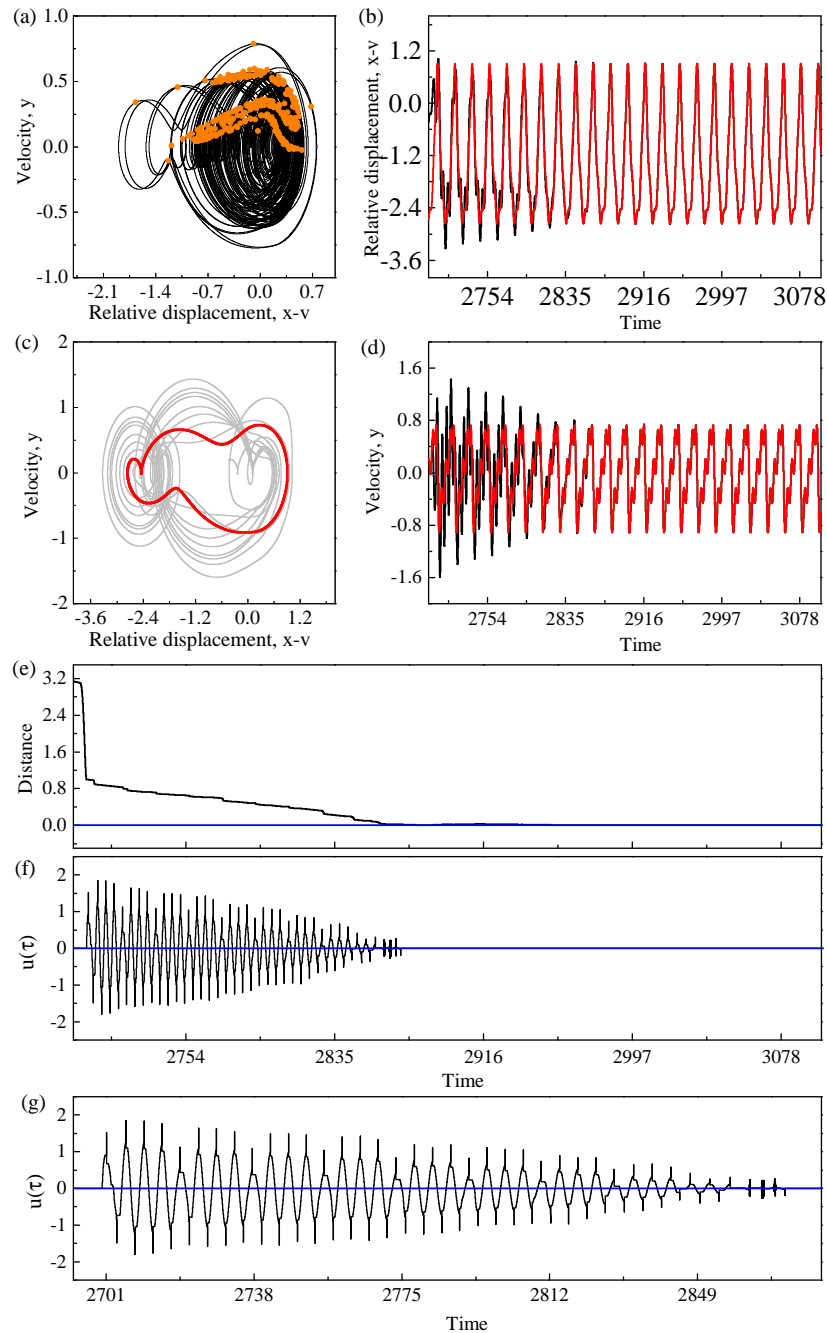 (a)
1.0
0.5
0.0
-0.5
-1.0
Velocity, y
-2.1 -1.4 -0.7 0.0 0.7
Relative displacement, x-v
(b)
1.2
0.0
-1.2
-2.4
-3.6
Relative displacement, x-v
2754 2835 2916 2997 3078
Time
(c)
2
1
0
-1
-2
Velocity, y
-3.6 -2.4 -1.2 0.0 1.2
Relative displacement, x-v
(d)
1.6
0.8
0.0
-0.8
-1.6
Velocity, y
2754 2835 2916 2997 3078
Time
(e)
3.2
2.4
1.6
0.8
0.0
Distance
(f)
2
1
0
-1
-2
u(τ)
2754 2835 2916 2997 3078
Time
(g)
2
1
0
-1
-2
u(τ)
2701 2738 2775 2812 2849
Time